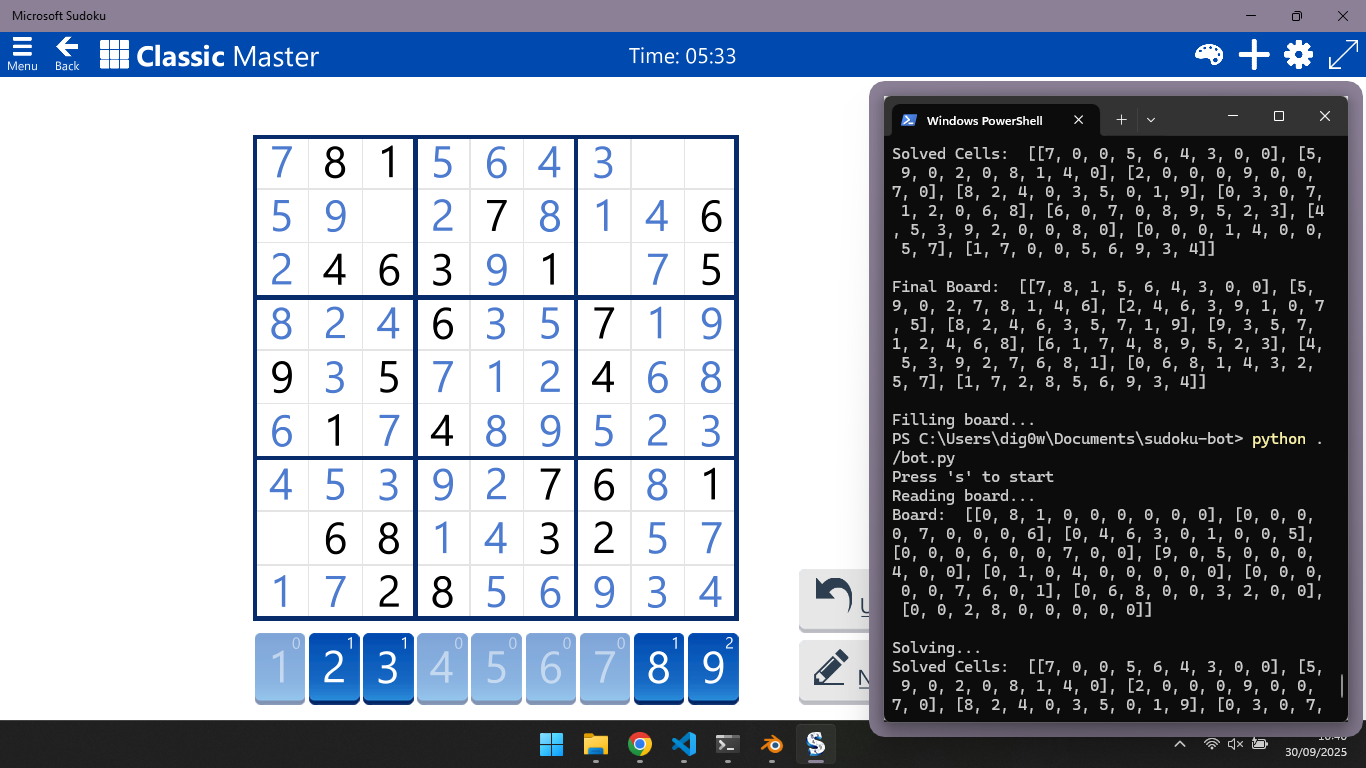 Microsoft Sudoku
Menu
Back
Classic Master
Time: 05:33
7 8 1 5 6 4 3
5 9 2 7 8 1 4 6
2 4 6 3 9 1 7 5
8 2 4 6 3 5 7 1 9
9 3 5 7 1 2 4 6 8
6 1 7 4 8 9 5 2 3
4 5 3 9 2 7 6 8 1
6 8 1 4 3 2 5 7
1 7 2 8 5 6 9 3 4
1 0 2 1 3 1 4 0 5 0 6 0 7 0 8 1 9 2
Windows PowerShell
Solved Cells:  [[7, 0, 0, 5, 6, 4, 3, 0, 0], [5,
 9, 0, 2, 0, 8, 1, 4, 0], [2, 0, 0, 0, 9, 0, 0,
7, 0], [8, 2, 4, 0, 3, 5, 0, 1, 9], [0, 3, 0, 7,
 1, 2, 0, 6, 8], [6, 0, 7, 0, 8, 9, 5, 2, 3], [4
, 5, 3, 9, 2, 0, 0, 8, 0], [0, 0, 0, 1, 4, 0, 0,
 5, 7], [1, 7, 0, 0, 5, 6, 9, 3, 4]]
Final Board:  [[7, 8, 1, 5, 6, 4, 3, 0, 0], [5,
9, 0, 2, 7, 8, 1, 4, 6], [2, 4, 6, 3, 9, 1, 0, 7
, 5], [8, 2, 4, 6, 3, 5, 7, 1, 9], [9, 3, 5, 7,
1, 2, 4, 6, 8], [6, 1, 7, 4, 8, 9, 5, 2, 3], [4,
 5, 3, 9, 2, 7, 6, 8, 1], [0, 6, 8, 1, 4, 3, 2,
5, 7], [1, 7, 2, 8, 5, 6, 9, 3, 4]]
Filling board...
PS C:\Users\dig0w\Documents\sudoku-bot> python .
/bot.py
Press 's' to start
Reading board...
Board:  [[0, 8, 1, 0, 0, 0, 0, 0, 0], [0, 0, 0,
0, 7, 0, 0, 0, 6], [0, 4, 6, 3, 0, 1, 0, 0, 5],
[0, 0, 0, 6, 0, 0, 7, 0, 0], [9, 0, 5, 0, 0, 0,
4, 0, 0], [0, 1, 0, 4, 0, 0, 0, 0, 0], [0, 0, 0,
 0, 0, 7, 6, 0, 1], [0, 6, 8, 0, 0, 3, 2, 0, 0],
 [0, 0, 2, 8, 0, 0, 0, 0, 0]]
Solving...
Solved Cells:  [[7, 0, 0, 5, 6, 4, 3, 0, 0], [5,
 9, 0, 2, 0, 8, 1, 4, 0], [2, 0, 0, 0, 9, 0, 0,
7, 0], [8, 2, 4, 0, 3, 5, 0, 1, 9], [0, 3, 0, 7,
30/09/2025